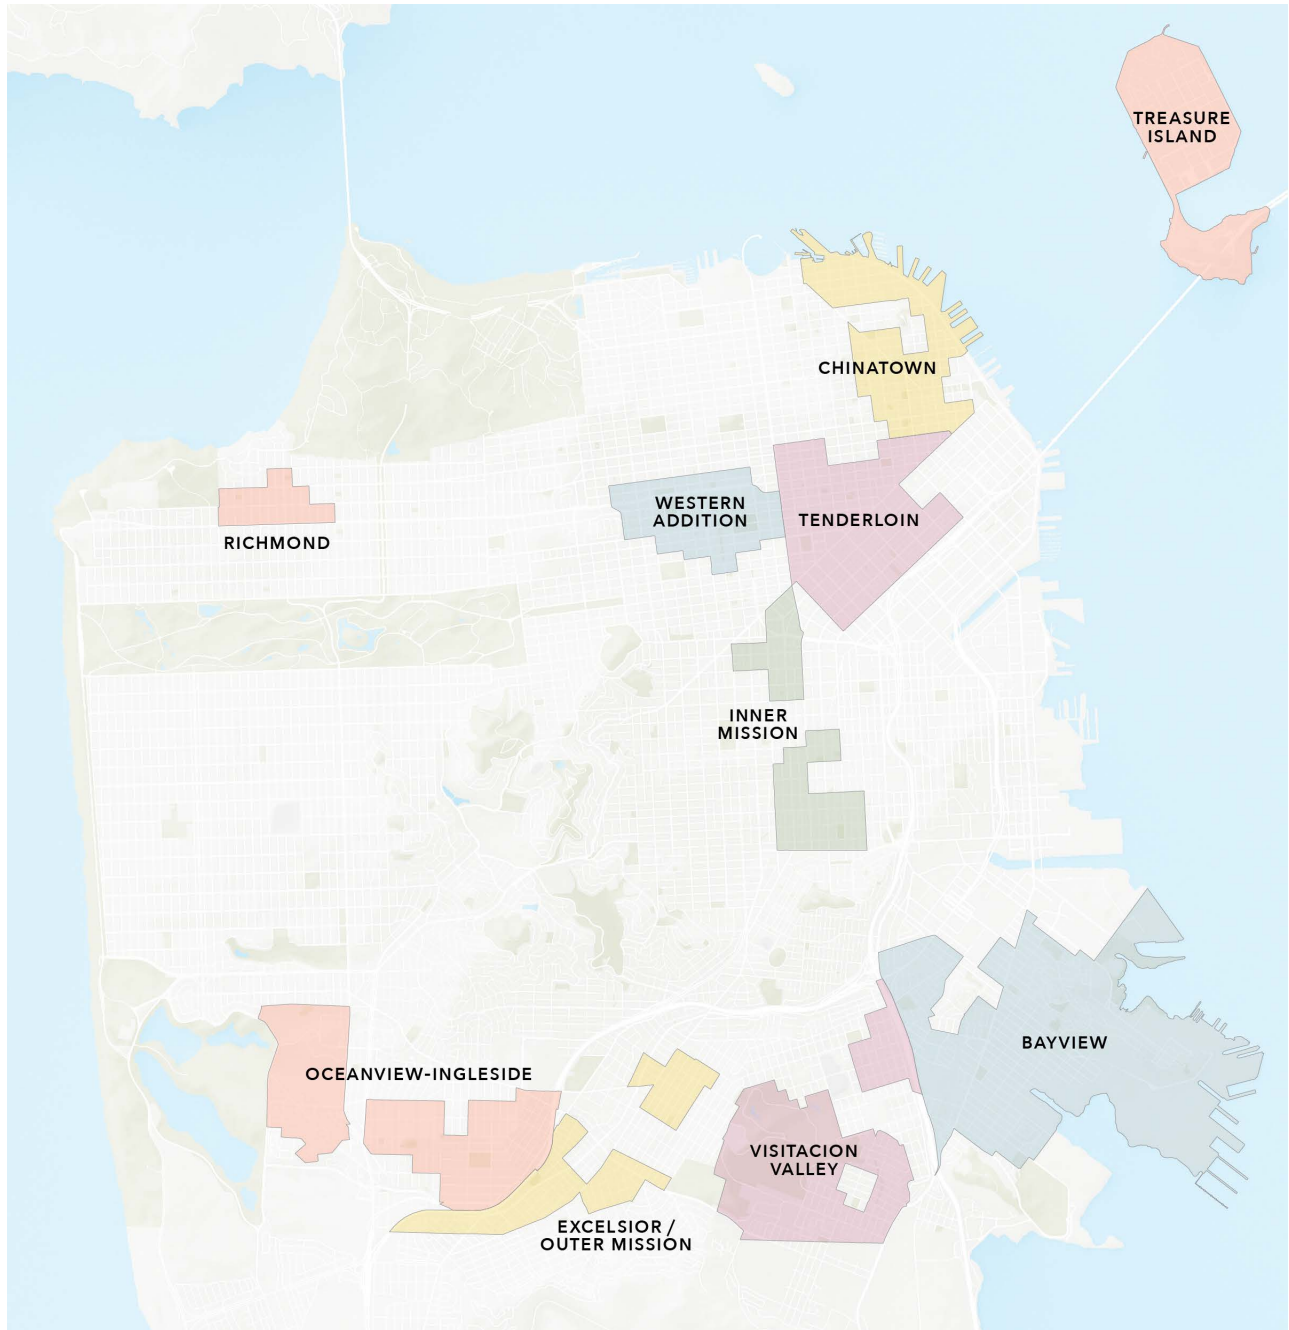 TREASURE
ISLAND
CHINATOWN
WESTERN
ADDITION
TENDERLOIN
RICHMOND
INNER
MISSION
BAYVIEW
OCEANVIEW-INGLESIDE
VISITACION
VALLEY
EXCELSIOR /
OUTER MISSION